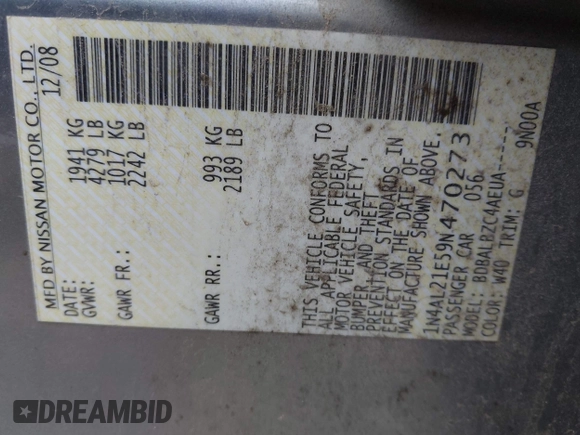 MFD BY NISSAN MOTOR CO., LTD.
DATE: 12/08
GVWR: 1941 KG
4279 LB
GAWR FR.: 1017 KG
2242 LB
GAWR RR.: 993 KG
2189 LB
THIS VEHICLE CONFORMS TO
ALL APPLICABLE FEDERAL
MOTOR VEHICLE SAFETY,
BUMPER, AND THEFT
PREVENTION STANDARDS IN
EFFECT ON THE DATE OF
MANUFACTURE SHOWN ABOVE.
1N4AL21E59N470273
PASSENGER CAR 056
MODEL: BDBALBZC4AEUA------
COLOR: W40 TRIM: G 9N00A
DREAMBID